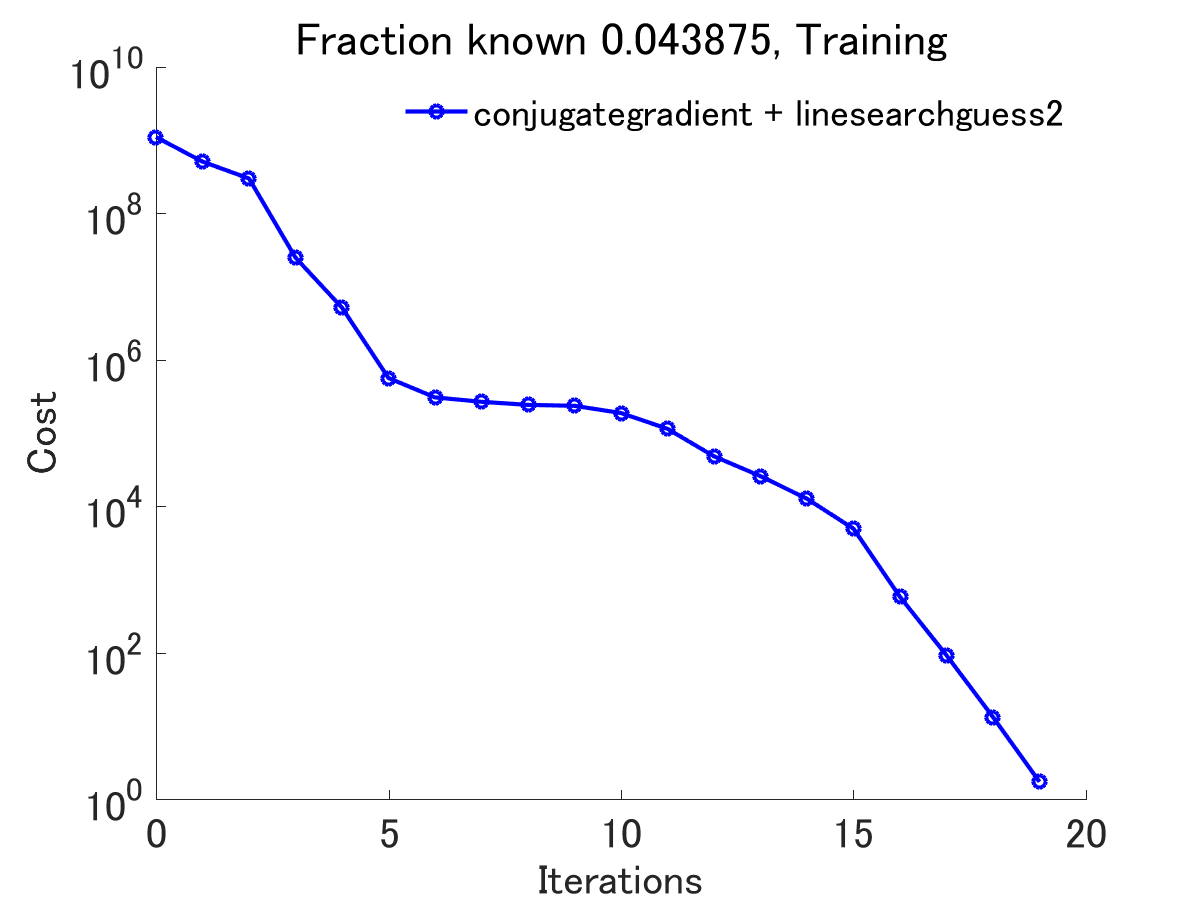 Fraction known 0.043875, Training
conjugategradient + linesearchguess2
10^10
10^8
10^6
10^4
10^2
10^0
Cost
0 5 10 15 20
Iterations